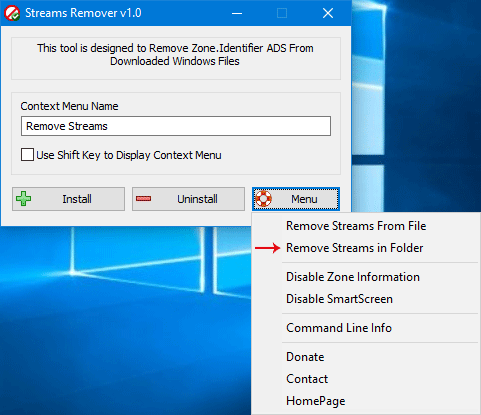 Streams Remover v1.0
This tool is designed to Remove Zone.Identifier ADS From
Downloaded Windows Files
Context Menu Name
Remove Streams
Use Shift Key to Display Context Menu
Install
Uninstall
Menu
Remove Streams From File
Remove Streams in Folder
Disable Zone Information
Disable SmartScreen
Command Line Info
Donate
Contact
HomePage